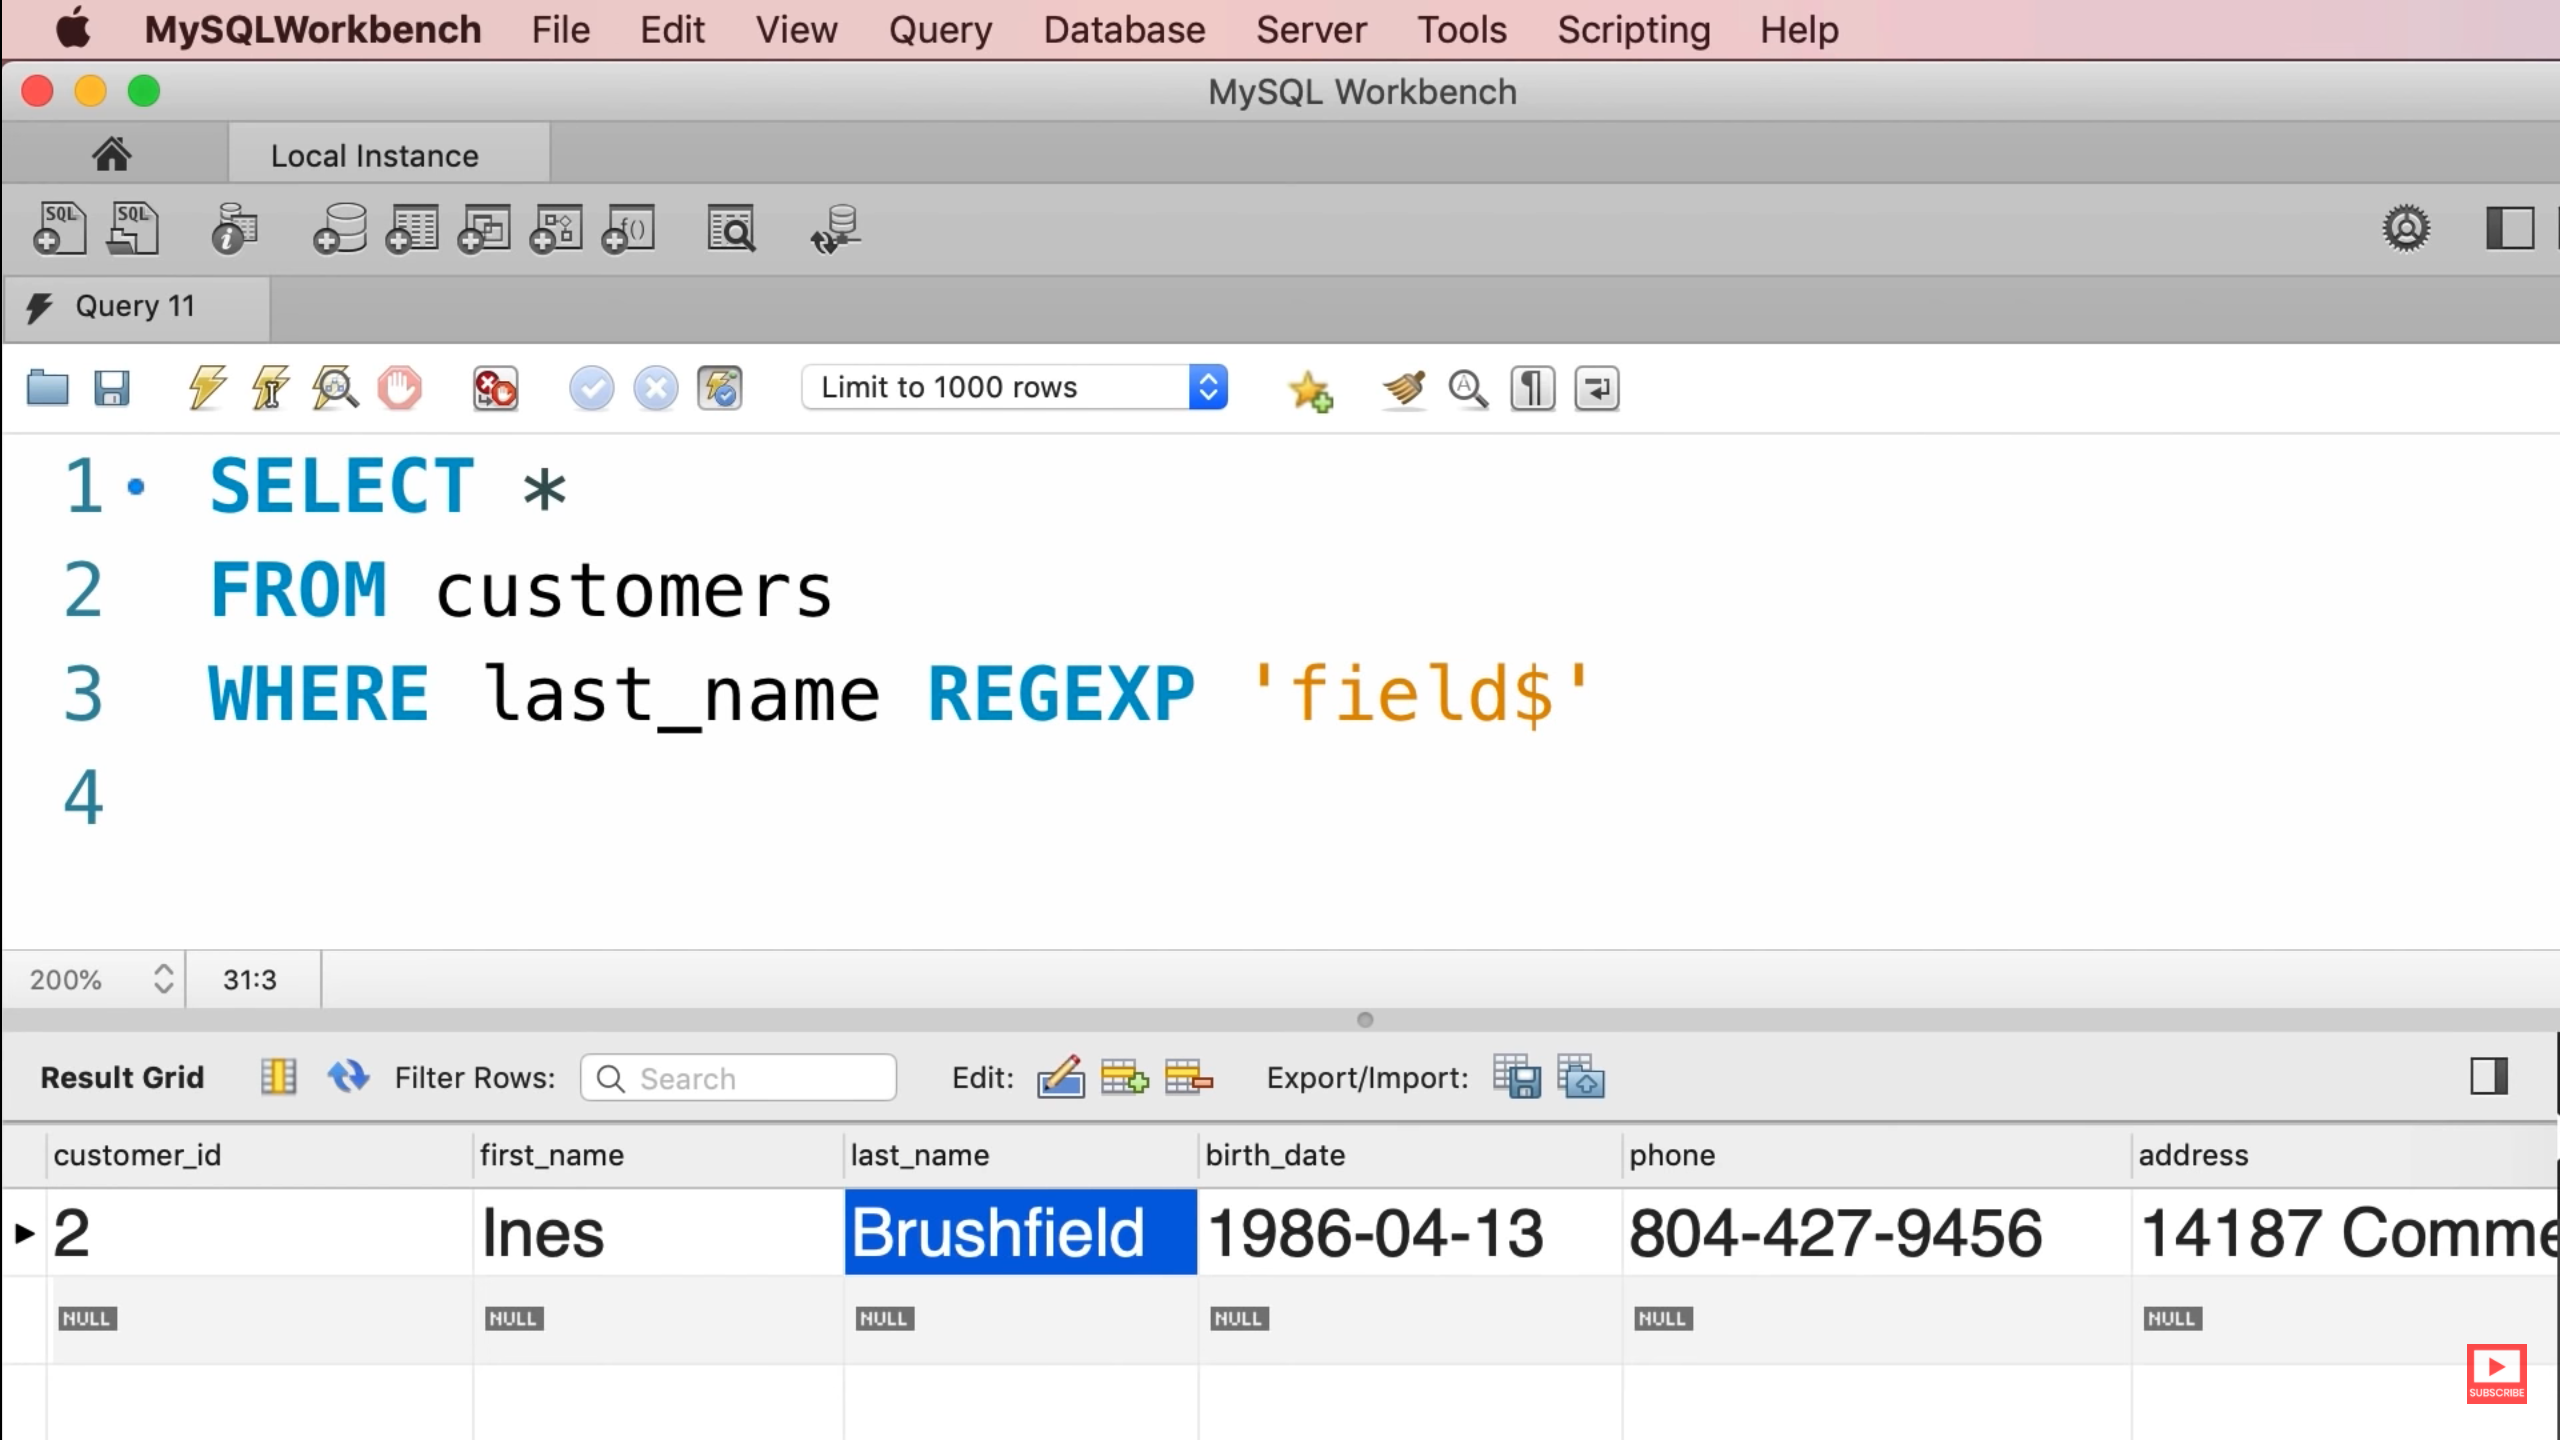 MySQLWorkbench File Edit View Query Database Server Tools Scripting Help
MySQL Workbench
Local Instance
SQL SQL f()
Query 11
Limit to 1000 rows
1 SELECT *
2 FROM customers
3 WHERE last_name REGEXP 'field$'
4
200% 31:3
Result Grid Filter Rows: Search Edit: Export/Import:
customer_id first_name last_name birth_date phone address
2 Ines Brushfield 1986-04-13 804-427-9456 14187 Comme
NULL NULL NULL NULL NULL NULL
SUBSCRIBE